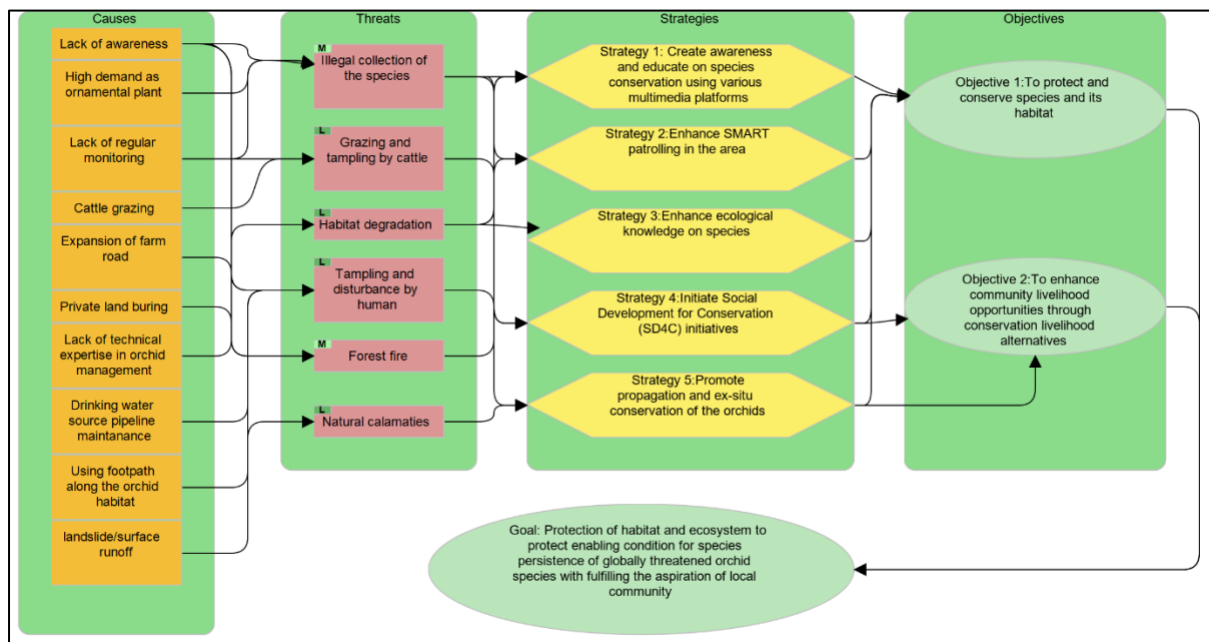 Causes
Lack of awareness
High demand as
ornamental plant
Lack of regular
monitoring
Cattle grazing
Expansion of farm
road
Private land buring
Lack of technical
expertise in orchid
management
Drinking water
source pipeline
maintanance
Using footpath
along the orchid
habitat
landslide/surface
runoff
Threats
M
Illegal collection of
the species
L
Grazing and
tampling by cattle
L
Habitat degradation
L
Tampling and
disturbance by
human
M
Forest fire
L
Natural calamaties
Strategies
Strategy 1: Create awareness
and educate on species
conservation using various
multimedia platforms
Strategy 2:Enhance SMART
patrolling in the area
Strategy 3:Enhance ecological
knowledge on species
Strategy 4:Initiate Social
Development for Conservation
(SD4C) initiatives
Strategy 5:Promote
propagation and ex-situ
conservation of the orchids
Objectives
Objective 1:To protect and
conserve species and its
habitat
Objective 2:To enhance
community livelihood
opportunities through
conservation livelihood
alternatives
Goal: Protection of habitat and ecosystem to
protect enabling condition for species
persistence of globally threatened orchid
species with fulfilling the aspiration of local
community